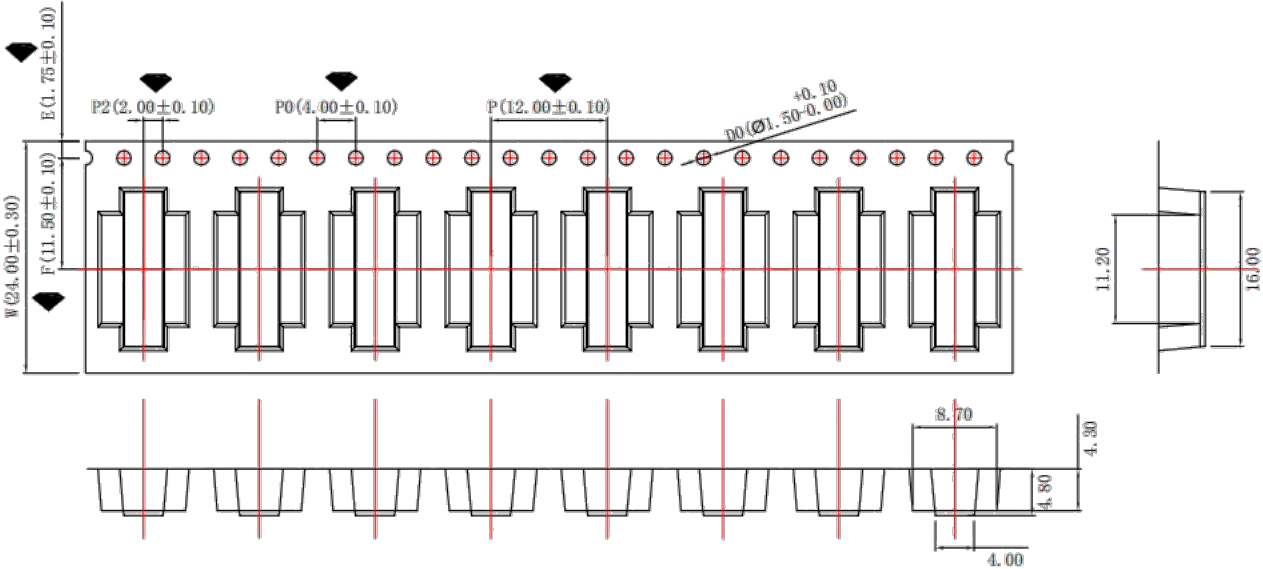 E(1.75±0.10)
P2(2.00±0.10)
P0(4.00±0.10)
P(12.00±0.10)
+0.10
D0(Ø1.50-0.00)
F(11.50±0.10)
W(24.00±0.30)
11.20
16.00
8.70
4.30
4.80
4.00